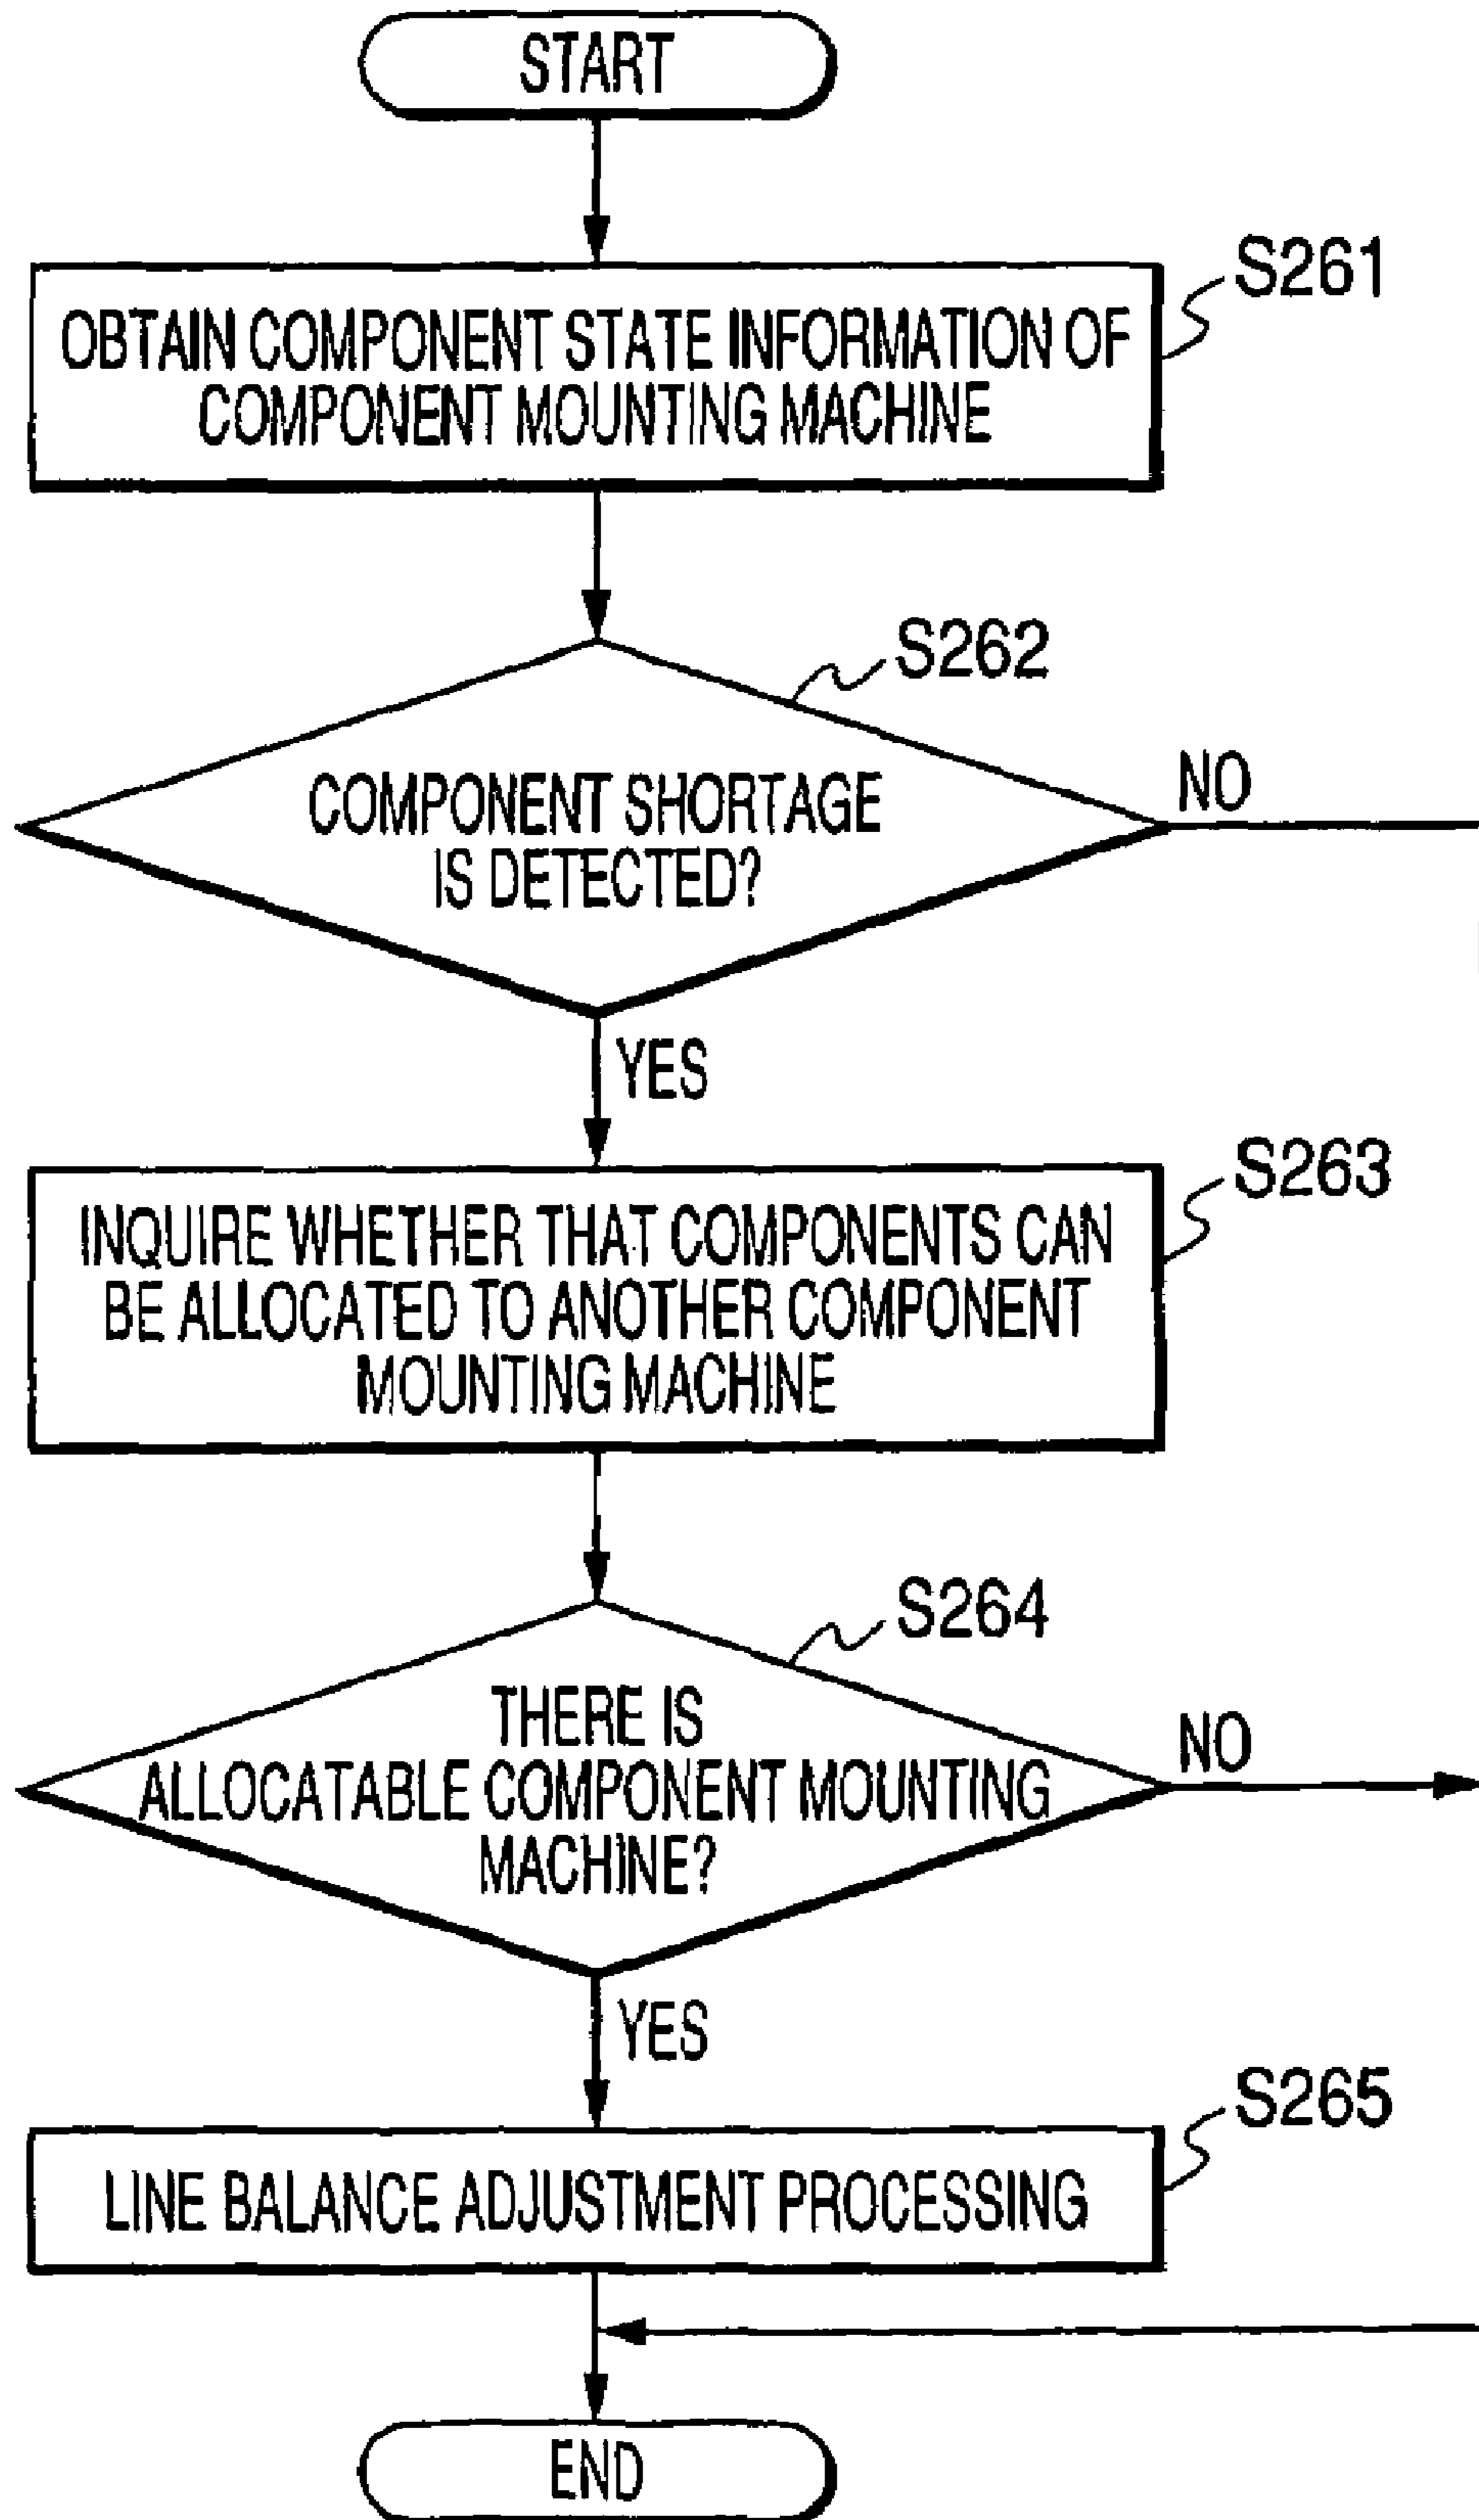 START
S261
OBTAIN COMPONENT STATE INFORMATION OF
COMPONENT MOUNTING MACHINE
S262
COMPONENT SHORTAGE
IS DETECTED?
NO
YES
S263
INQUIRE WHETHER THAT COMPONENTS CAN
BE ALLOCATED TO ANOTHER COMPONENT
MOUNTING MACHINE
S264
THERE IS
ALLOCATABLE COMPONENT MOUNTING
MACHINE?
NO
YES
S265
LINE BALANCE ADJUSTMENT PROCESSING
END